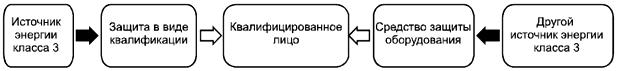 Источник
энергии
класса 3
Защита в виде
квалификации
Квалифицированное
лицо
Средство защиты
оборудования
Другой
источник энергии
класса 3